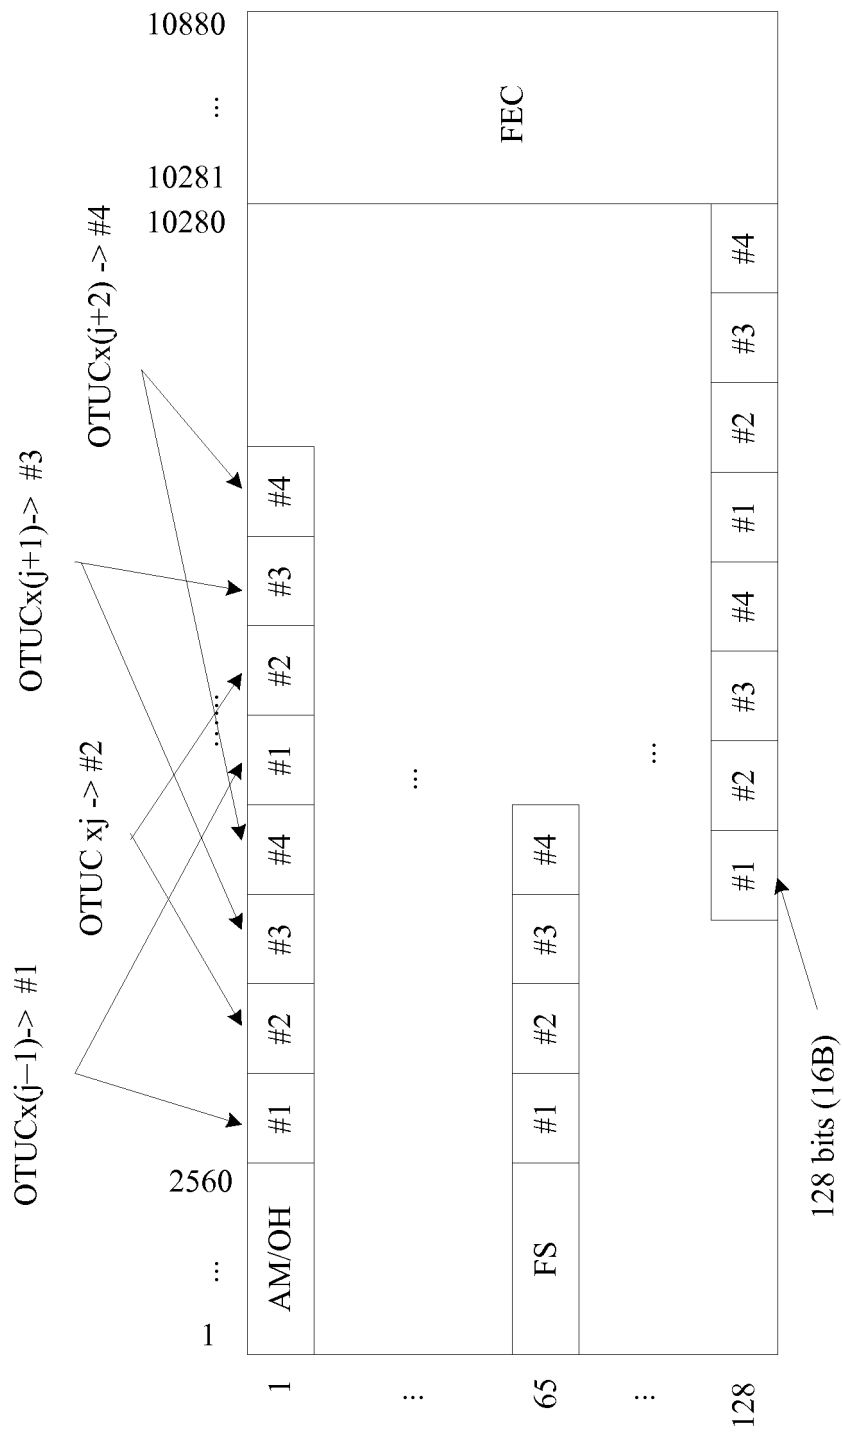 OTUCx(j−1)-> #1
OTUCx(j+1)-> #3
OTUC xj -> #2
OTUCx(j+2) -> #4
1 ... 2560 ...... 10280 10281 ... 10880
1 AM/OH #1 #2 #3 #4 #1 #2 #3 #4
... ...
65 FS #1 #2 #3 #4
FEC
... ...
128 #1 #2 #3 #4 #1 #2 #3 #4
128 bits (16B)